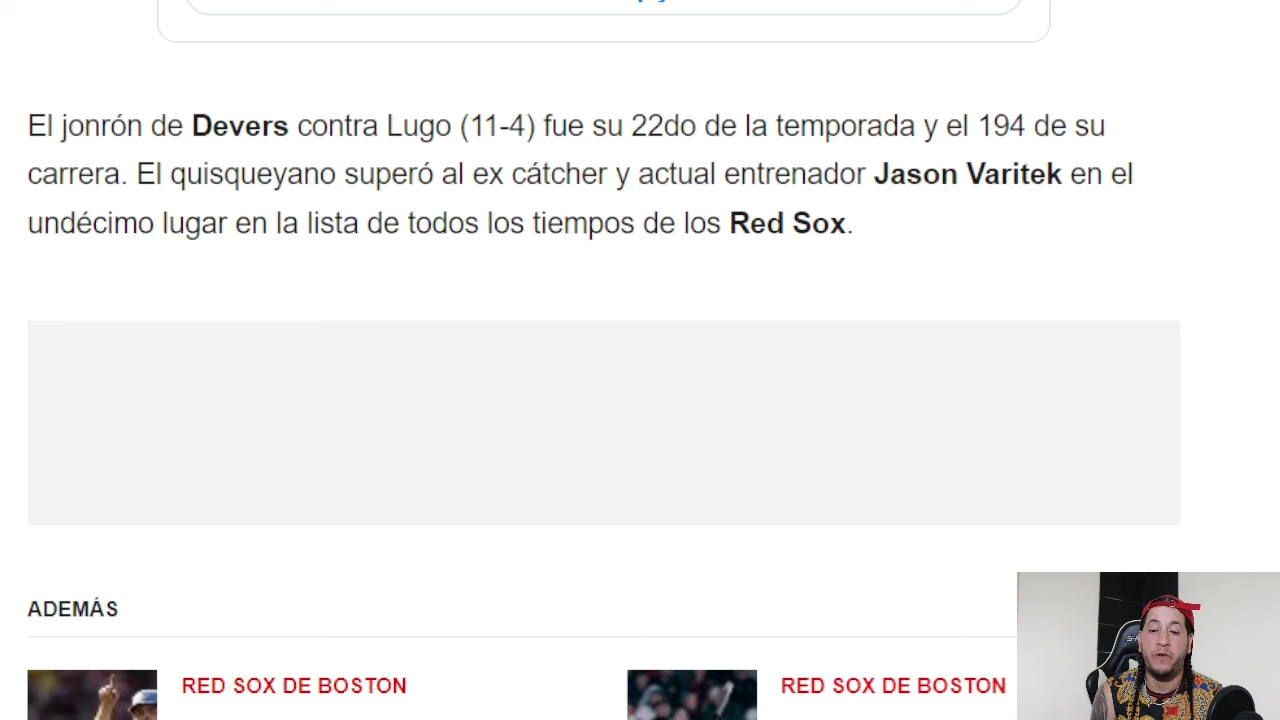 El jonrón de Devers contra Lugo (11-4) fue su 22do de la temporada y el 194 de su
carrera. El quisqueyano superó al ex cátcher y actual entrenador Jason Varitek en el
undécimo lugar en la lista de todos los tiempos de los Red Sox.
ADEMÁS
RED SOX DE BOSTON
RED SOX DE BOSTON